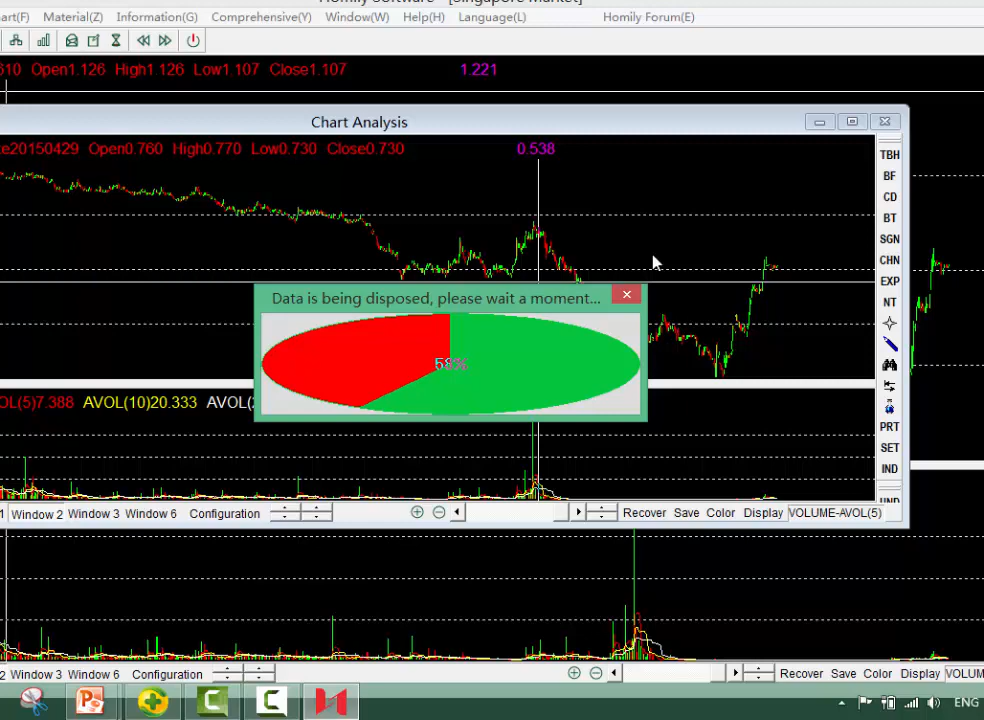 Homily Software - [Singapore Market]
art(F) Material(Z) Information(G) Comprehensive(Y) Window(W) Help(H) Language(L) Homily Forum(E)
610 Open1.126 High1.126 Low1.107 Close1.107 1.221
Chart Analysis
te20150429 Open0.760 High0.770 Low0.730 Close0.730 0.538
TBH
BF
CD
BT
SGN
CHN
EXP
NT
Data is being disposed, please wait a moment...
58%
OL(5)7.388 AVOL(10)20.333 AVOL(
PRT
SET
IND
1 Window 2 Window 3 Window 6 Configuration Recover Save Color Display VOLUME-AVOL(5)
2 Window 3 Window 6 Configuration Recover Save Color Display VOLUM
ENG